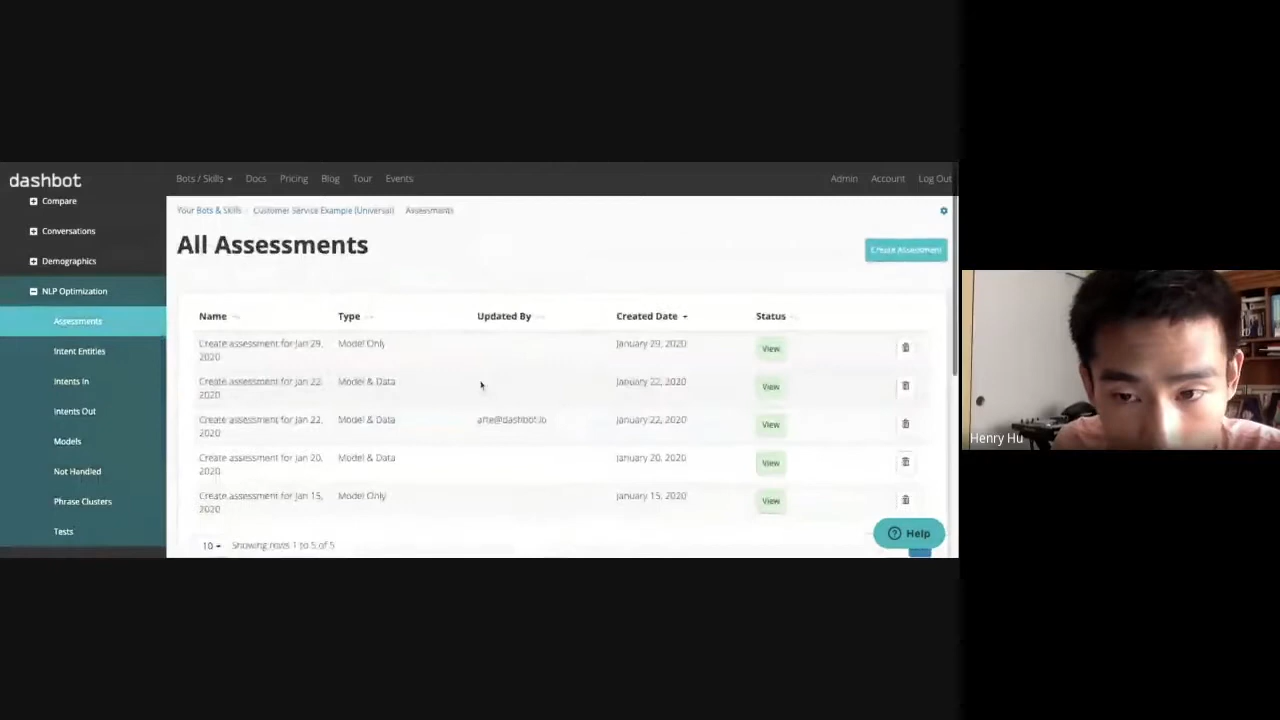 dashbot
Bots / Skills Docs Pricing Blog Tour Events Admin Account Log Out
Compare
Conversations
Demographics
NLP Optimization
Assessments
Intent Entities
Intents In
Intents Out
Models
Not Handled
Phrase Clusters
Tests
Your Bots & Skills Customer Service Example (Universal) Assessments
All Assessments
Create Assessment
Name Type Updated By Created Date Status
Create assessment for Jan 29, Model Only January 29, 2020 View
2020
Create assessment for Jan 22, Model & Data January 22, 2020 View
2020
Create assessment for Jan 22, Model & Data arte@dashbot.io January 22, 2020 View
2020
Create assessment for Jan 20, Model & Data January 20, 2020 View
2020
Create assessment for Jan 15, Model Only January 15, 2020 View
2020
10 Showing rows 1 to 5 of 5
Help
Henry Hu